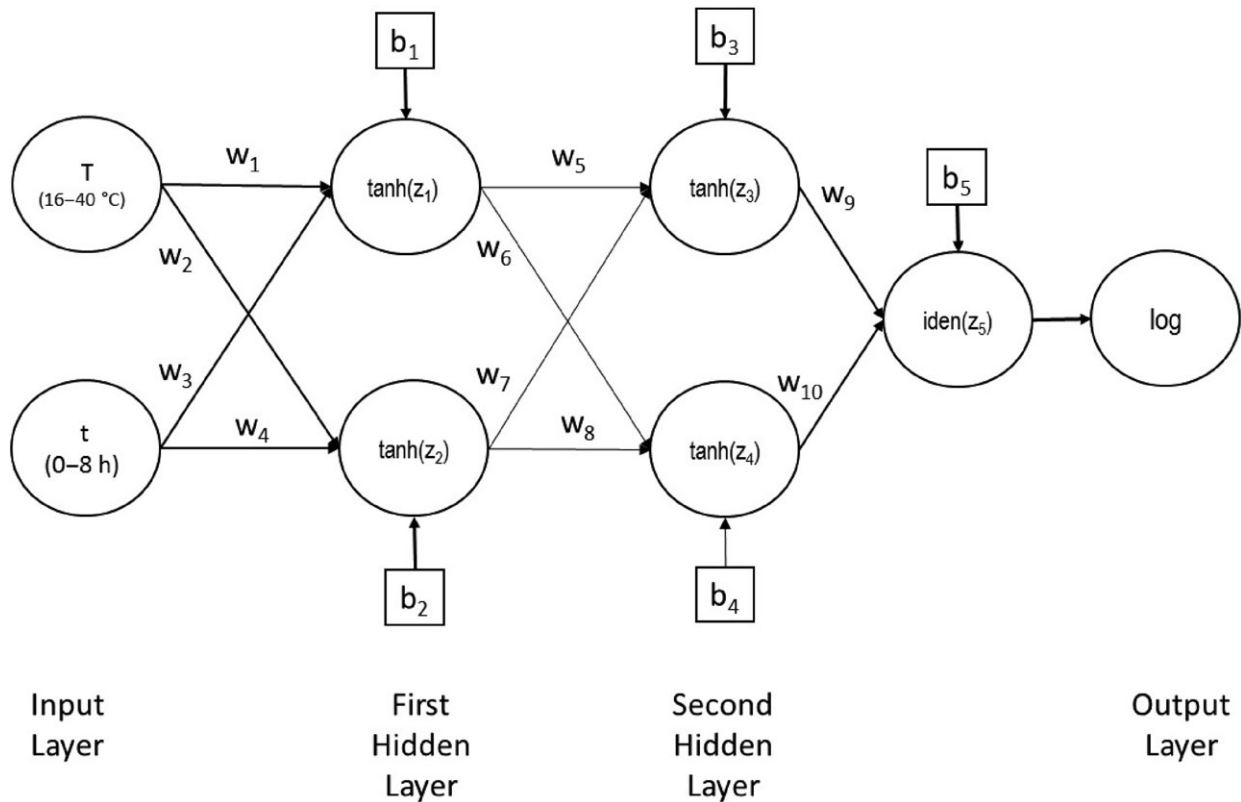 b₁
b₃
T
(16–40 °C)
w₁
tanh(z₁)
w₅
tanh(z₃)
b₅
w₉
w₂
w₆
iden(z₅)
log
w₃
w₇
w₁₀
t
(0–8 h)
w₄
tanh(z₂)
w₈
tanh(z₄)
b₂
b₄
Input
Layer
First
Hidden
Layer
Second
Hidden
Layer
Output
Layer